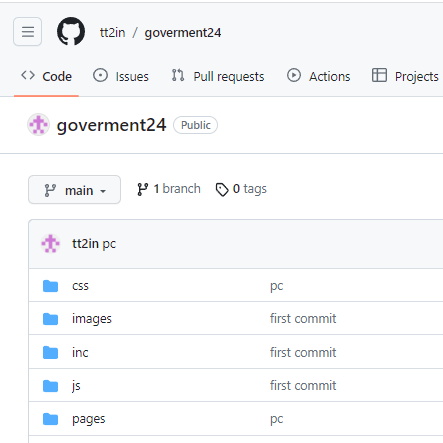 tt2in / goverment24
Code Issues Pull requests Actions Projects
goverment24 Public
main 1 branch 0 tags
tt2in pc
css pc
images first commit
inc first commit
js first commit
pages pc